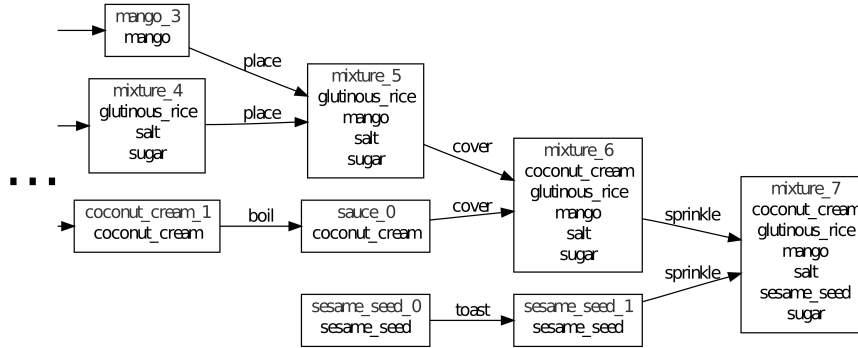 mango_3
mango
place
mixture_4
glutinous_rice
salt
sugar
place
mixture_5
glutinous_rice
mango
salt
sugar
cover
...
coconut_cream_1
coconut_cream
boil
sauce_0
coconut_cream
cover
mixture_6
coconut_cream
glutinous_rice
mango
salt
sugar
sprinkle
sesame_seed_0
sesame_seed
toast
sesame_seed_1
sesame_seed
sprinkle
mixture_7
coconut_cream
glutinous_rice
mango
salt
sesame_seed
sugar